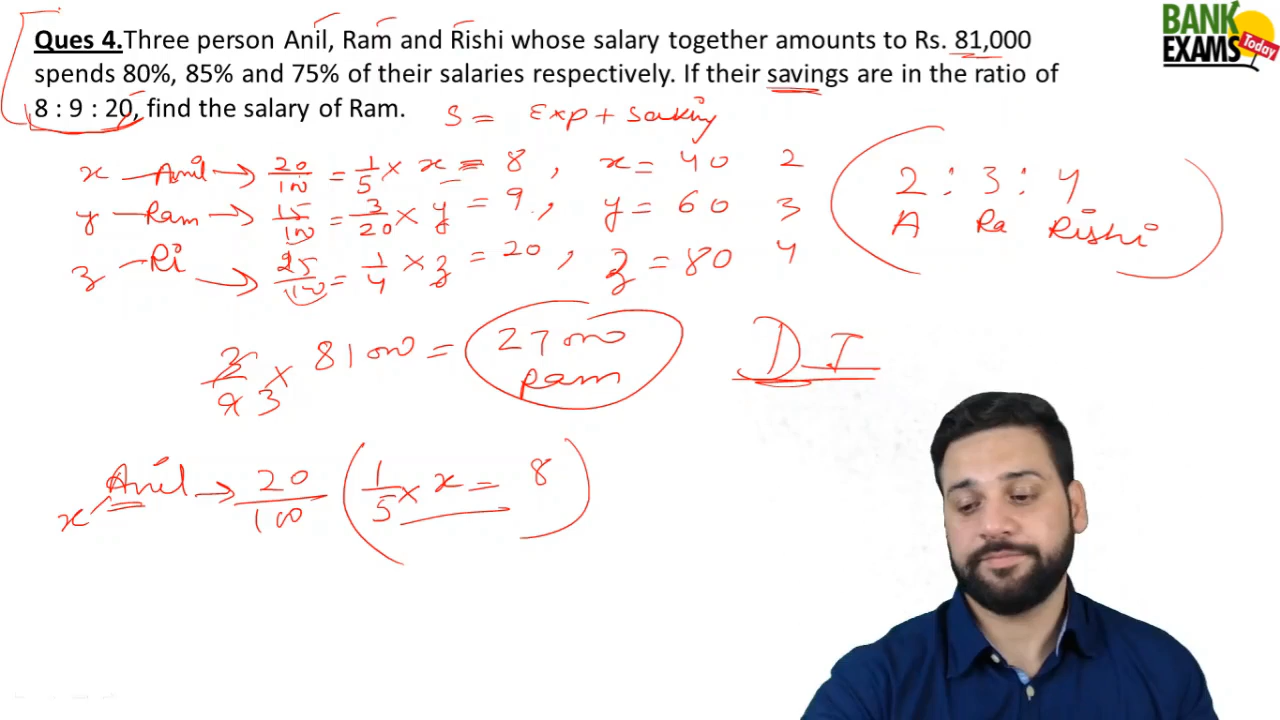 BANK
EXAMS Today
Ques 4.Three person Anil, Ram and Rishi whose salary together amounts to Rs. 81,000
spends 80%, 85% and 75% of their salaries respectively. If their savings are in the ratio of
8 : 9 : 20, find the salary of Ram.
S = Exp + Saving
x — Anil → 20/100 = 1/5 × x = 8 , x = 40 2
y — Ram → 15/100 = 3/20 × y = 9 , y = 60 3
z — Ri → 25/100 = 1/4 × z = 20 , z = 80 4
2 : 3 : 4
A Ra Rishi
3/9 3 × 81000 = 27000
Ram
D I
x Anil → 20/100 ( 1/5 × x = 8 )